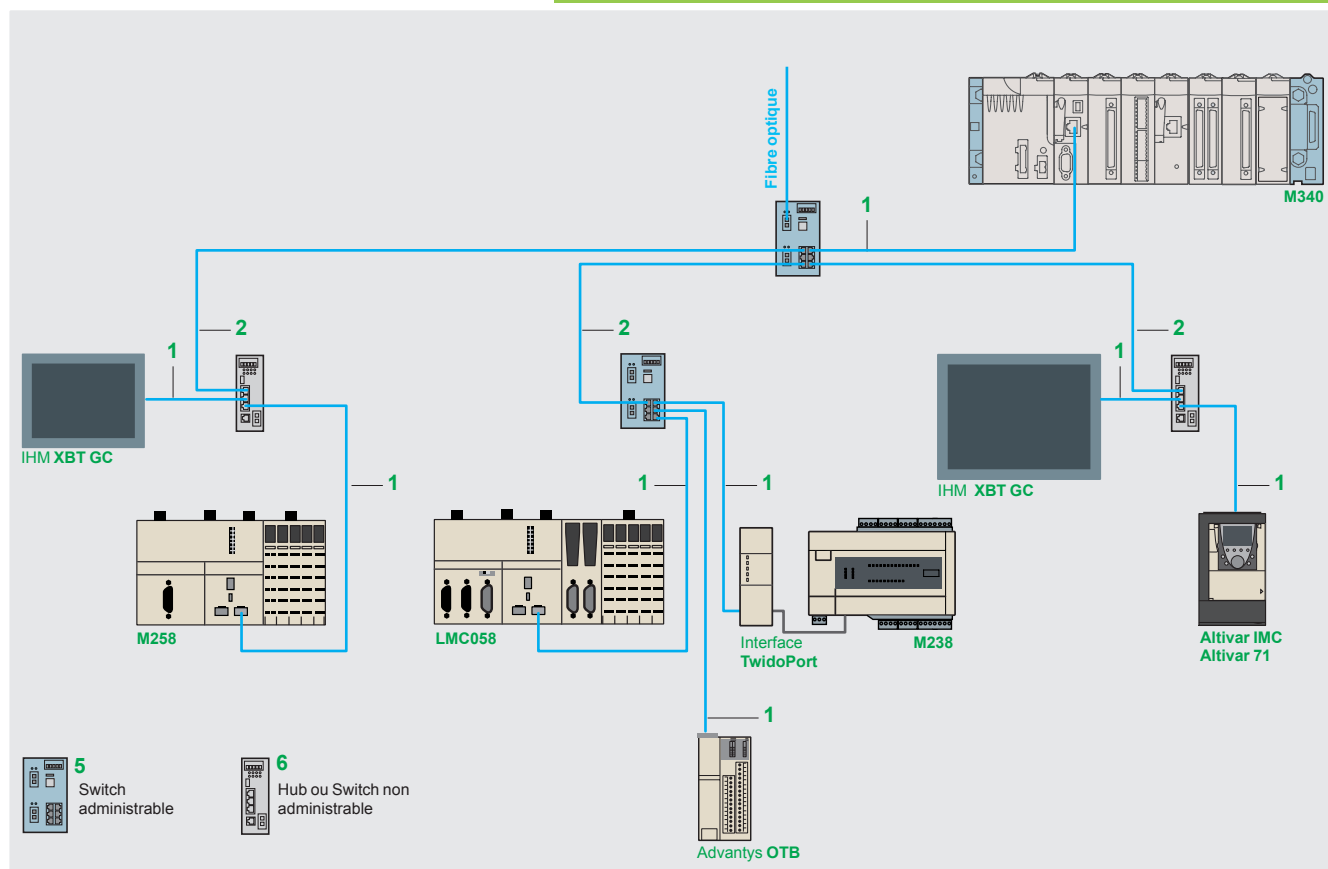 Fibre optique
M340
1
2
2
2
1
1
IHM XBT GC
IHM XBT GC
1
1
1
1
M258
LMC058
Interface
TwidoPort
M238
Altivar IMC
Altivar 71
1
5
Switch
administrable
6
Hub ou Switch non
administrable
Advantys OTB